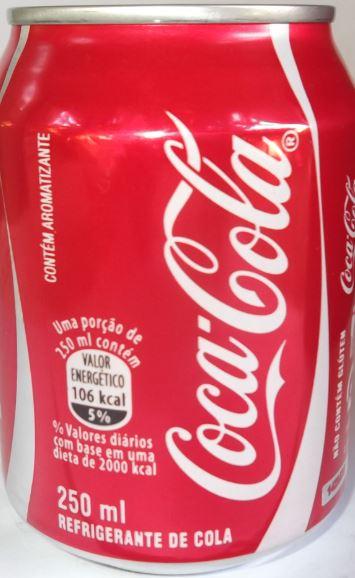 CONTÉM AROMATIZANTE
Coca-Cola®
Uma porção de
250 ml contém
VALOR
ENERGÉTICO
106 kcal
5%
% Valores diários
com base em uma
dieta de 2000 kcal
250 ml
REFRIGERANTE DE COLA
NÃO CONTÉM GLÚTEN
Coca-Cola